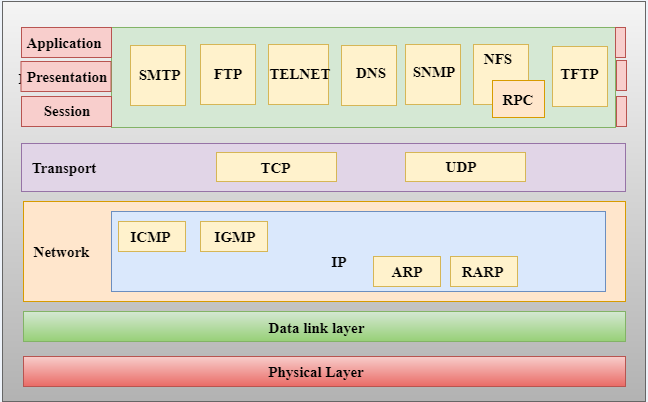 Application
Presentation
Session
SMTP
FTP
TELNET
DNS
SNMP
NFS
RPC
TFTP
Transport
TCP
UDP
Network
ICMP
IGMP
IP
ARP
RARP
Data link layer
Physical Layer